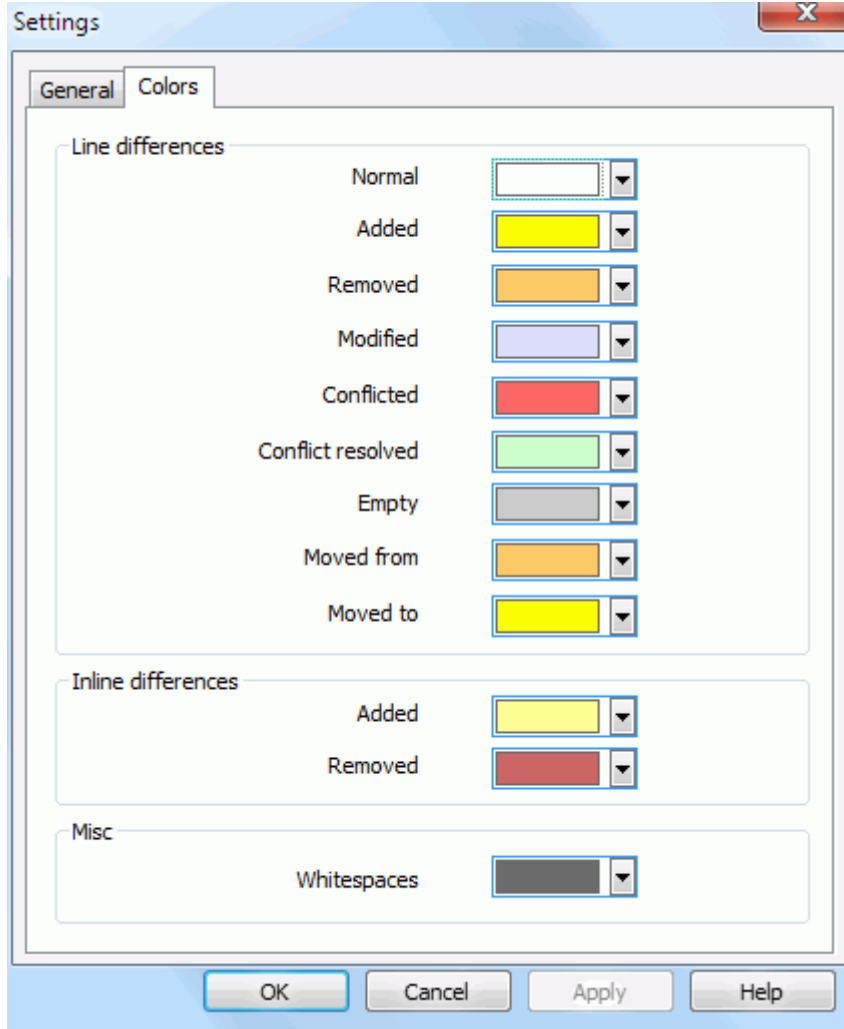 Settings
General
Colors
Line differences
Normal
Added
Removed
Modified
Conflicted
Conflict resolved
Empty
Moved from
Moved to
Inline differences
Added
Removed
Misc
Whitespaces
OK
Cancel
Apply
Help